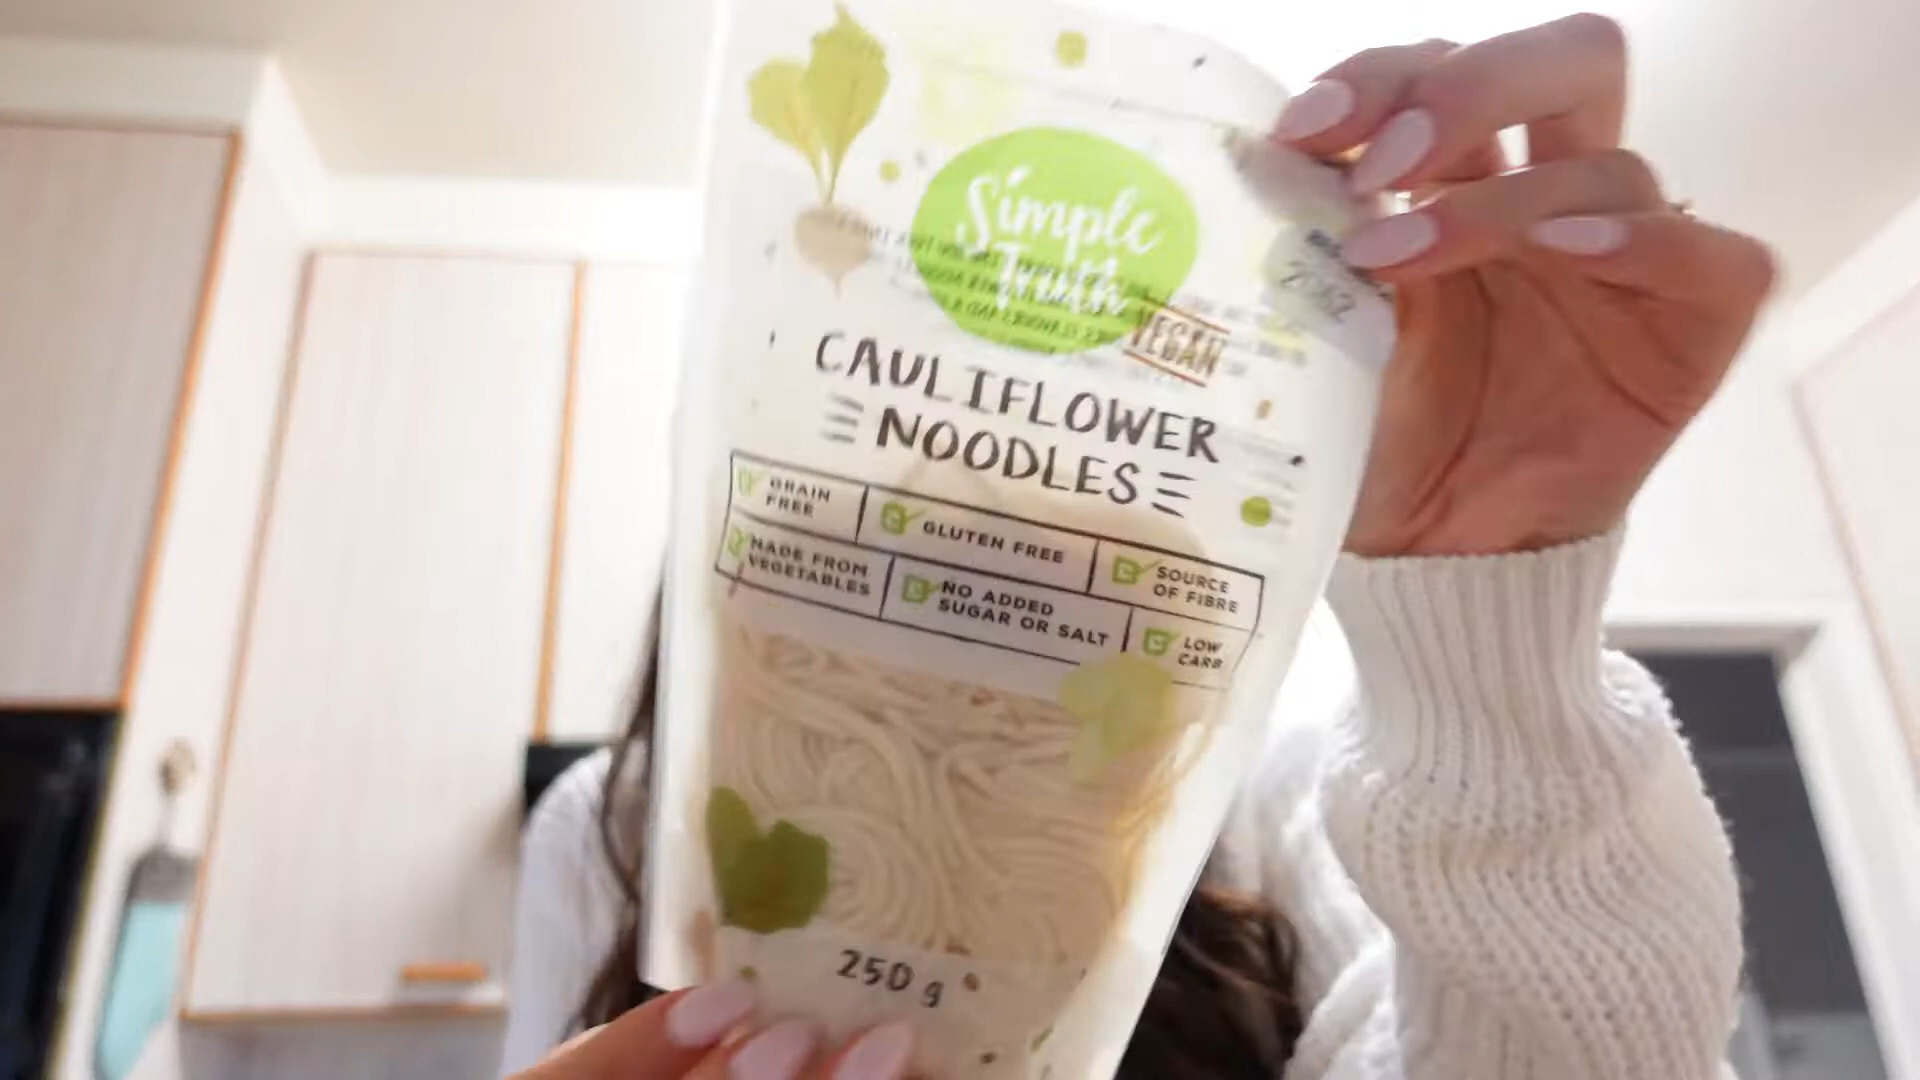 Simple
Truth
VEGAN
CAULIFLOWER
NOODLES
GRAIN
FREE
GLUTEN FREE
SOURCE
OF FIBRE
MADE FROM
VEGETABLES
NO ADDED
SUGAR OR SALT
LOW
CARB
250 g